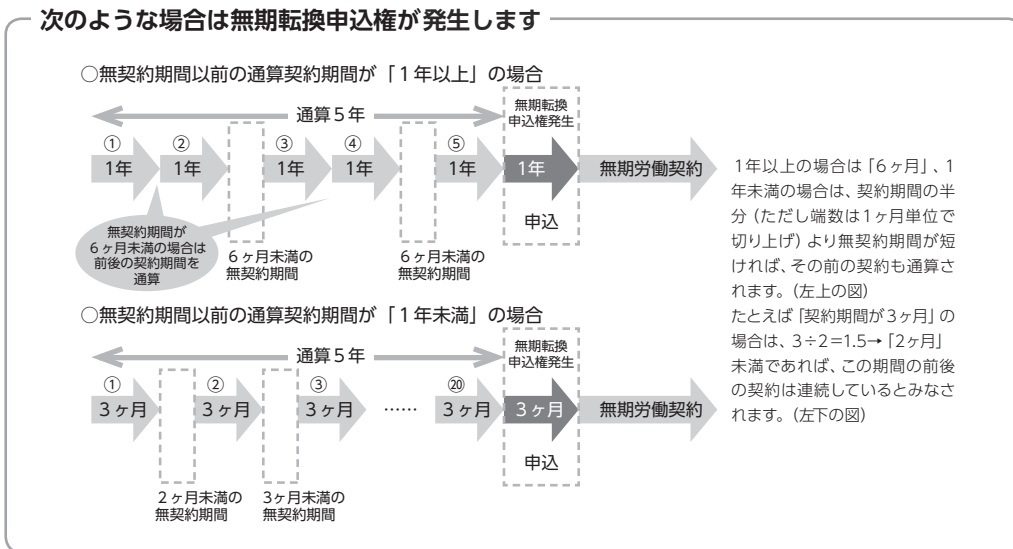 次のような場合は無期転換申込権が発生します
○無契約期間以前の通算契約期間が「1年以上」の場合
通算5年
無期転換
申込権発生
① ② ③ ④ ⑤
1年 1年 1年 1年 1年 1年 無期労働契約
申込
無契約期間が
6ヶ月未満の場合は
前後の契約期間を
通算
6ヶ月未満の
無契約期間
6ヶ月未満の
無契約期間
○無契約期間以前の通算契約期間が「1年未満」の場合
通算5年
無期転換
申込権発生
① ② ③ ⑳
3ヶ月 3ヶ月 3ヶ月 …… 3ヶ月 3ヶ月 無期労働契約
申込
2ヶ月未満の
無契約期間
3ヶ月未満の
無契約期間
1年以上の場合は「6ヶ月」、1
年未満の場合は、契約期間の半
分(ただし端数は1ヶ月単位で
切り上げ)より無契約期間が短
ければ、その前の契約も通算さ
れます。(左上の図)
たとえば「契約期間が3ヶ月」の
場合は、3÷2=1.5→「2ヶ月」
未満であれば、この期間の前後
の契約は連続しているとみなさ
れます。(左下の図)